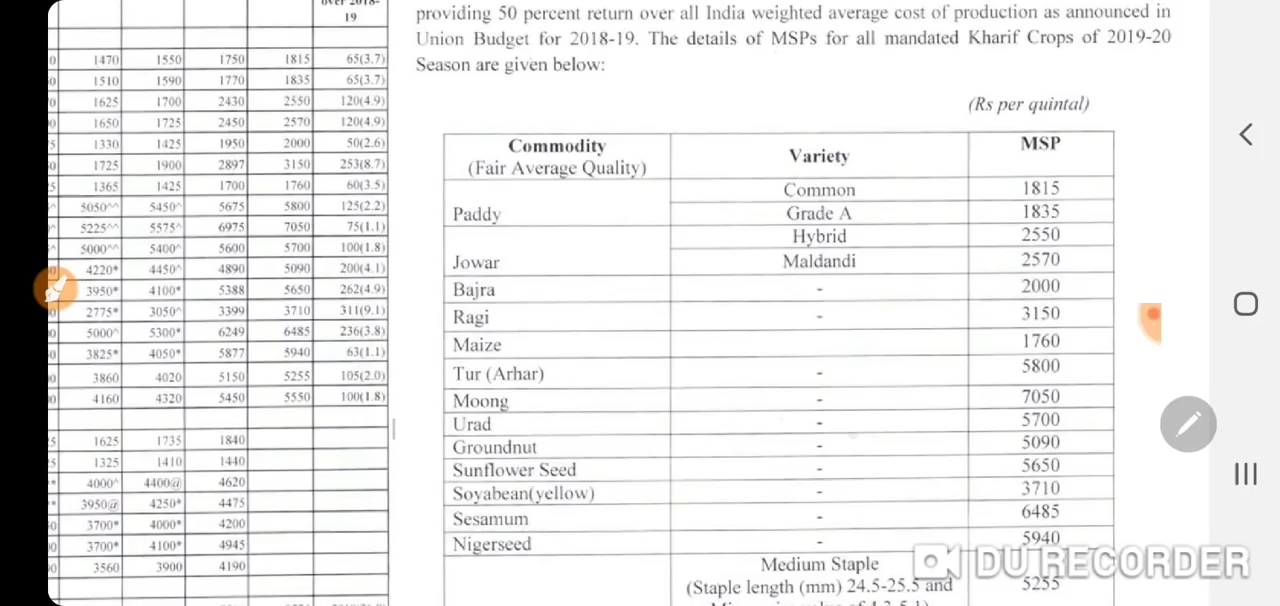 over 2018-
19
1470 1550 1750 1815 65(3.7)
1510 1590 1770 1835 65(3.7)
1625 1700 2430 2550 120(4.9)
1650 1725 2450 2570 120(4.9)
1330 1425 1950 2000 50(2.6)
1725 1900 2897 3150 253(8.7)
1365 1425 1700 1760 60(3.5)
5050^^ 5450^ 5675 5800 125(2.2)
5225^^ 5575^ 6975 7050 75(1.1)
5000^^ 5400^ 5600 5700 100(1.8)
4220* 4450^ 4890 5090 200(4.1)
3950* 4100* 5388 5650 262(4.9)
2775* 3050^ 3399 3710 311(9.1)
5000^ 5300* 6249 6485 236(3.8)
3825* 4050* 5877 5940 63(1.1)
3860 4020 5150 5255 105(2.0)
4160 4320 5450 5550 100(1.8)
1625 1735 1840
1325 1410 1440
4000^ 4400@ 4620
3950@ 4250* 4475
3700* 4000* 4200
3700* 4100* 4945
3560 3900 4190
providing 50 percent return over all India weighted average cost of production as announced in
Union Budget for 2018-19. The details of MSPs for all mandated Kharif Crops of 2019-20
Season are given below:
(Rs per quintal)
Commodity
(Fair Average Quality)
Variety
MSP
Paddy
Common 1815
Grade A 1835
Jowar
Hybrid 2550
Maldandi 2570
Bajra - 2000
Ragi - 3150
Maize 1760
Tur (Arhar) - 5800
Moong - 7050
Urad - 5700
Groundnut - 5090
Sunflower Seed - 5650
Soyabean(yellow) - 3710
Sesamum - 6485
Nigerseed - 5940
Medium Staple
(Staple length (mm) 24.5-25.5 and
5255
DU RECORDER